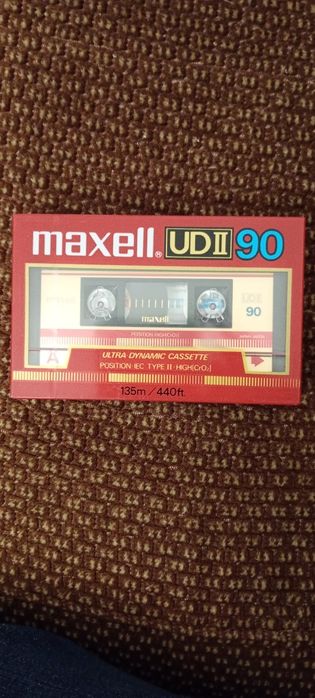 maxell® UDII 90
UDII
90
maxell
POSITION HIGH(CrO₂)
A
ULTRA DYNAMIC CASSETTE
POSITION·IEC TYPE II·HIGH[CrO₂]
135m/440ft.